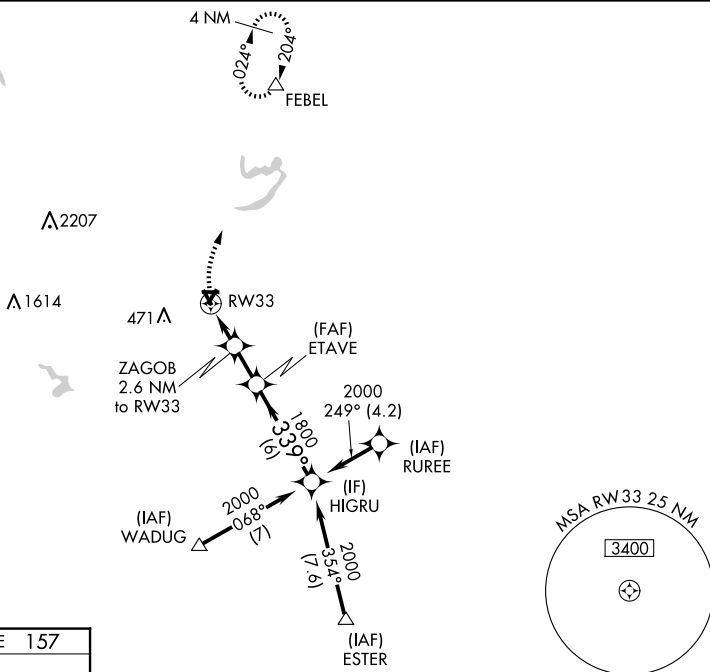 4 NM
024°
204°
FEBEL
2207
1614
471
RW33
ZAGOB
2.6 NM
to RW33
(FAF)
ETAVE
1800
339°
(6)
2000
249° (4.2)
(IAF)
RUREE
(IF)
HIGRU
2000
068°
(7)
(IAF)
WADUG
2000
354°
(7.6)
(IAF)
ESTER
MSA RW33 25 NM
3400
E 157